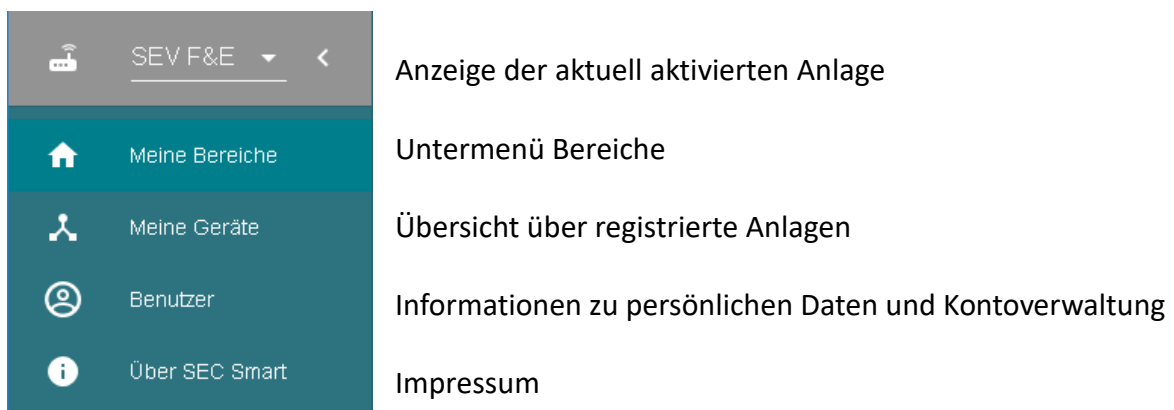 SEV F&E
Anzeige der aktuell aktivierten Anlage
Meine Bereiche
Untermenü Bereiche
Meine Geräte
Übersicht über registrierte Anlagen
Benutzer
Informationen zu persönlichen Daten und Kontoverwaltung
Über SEC Smart
Impressum